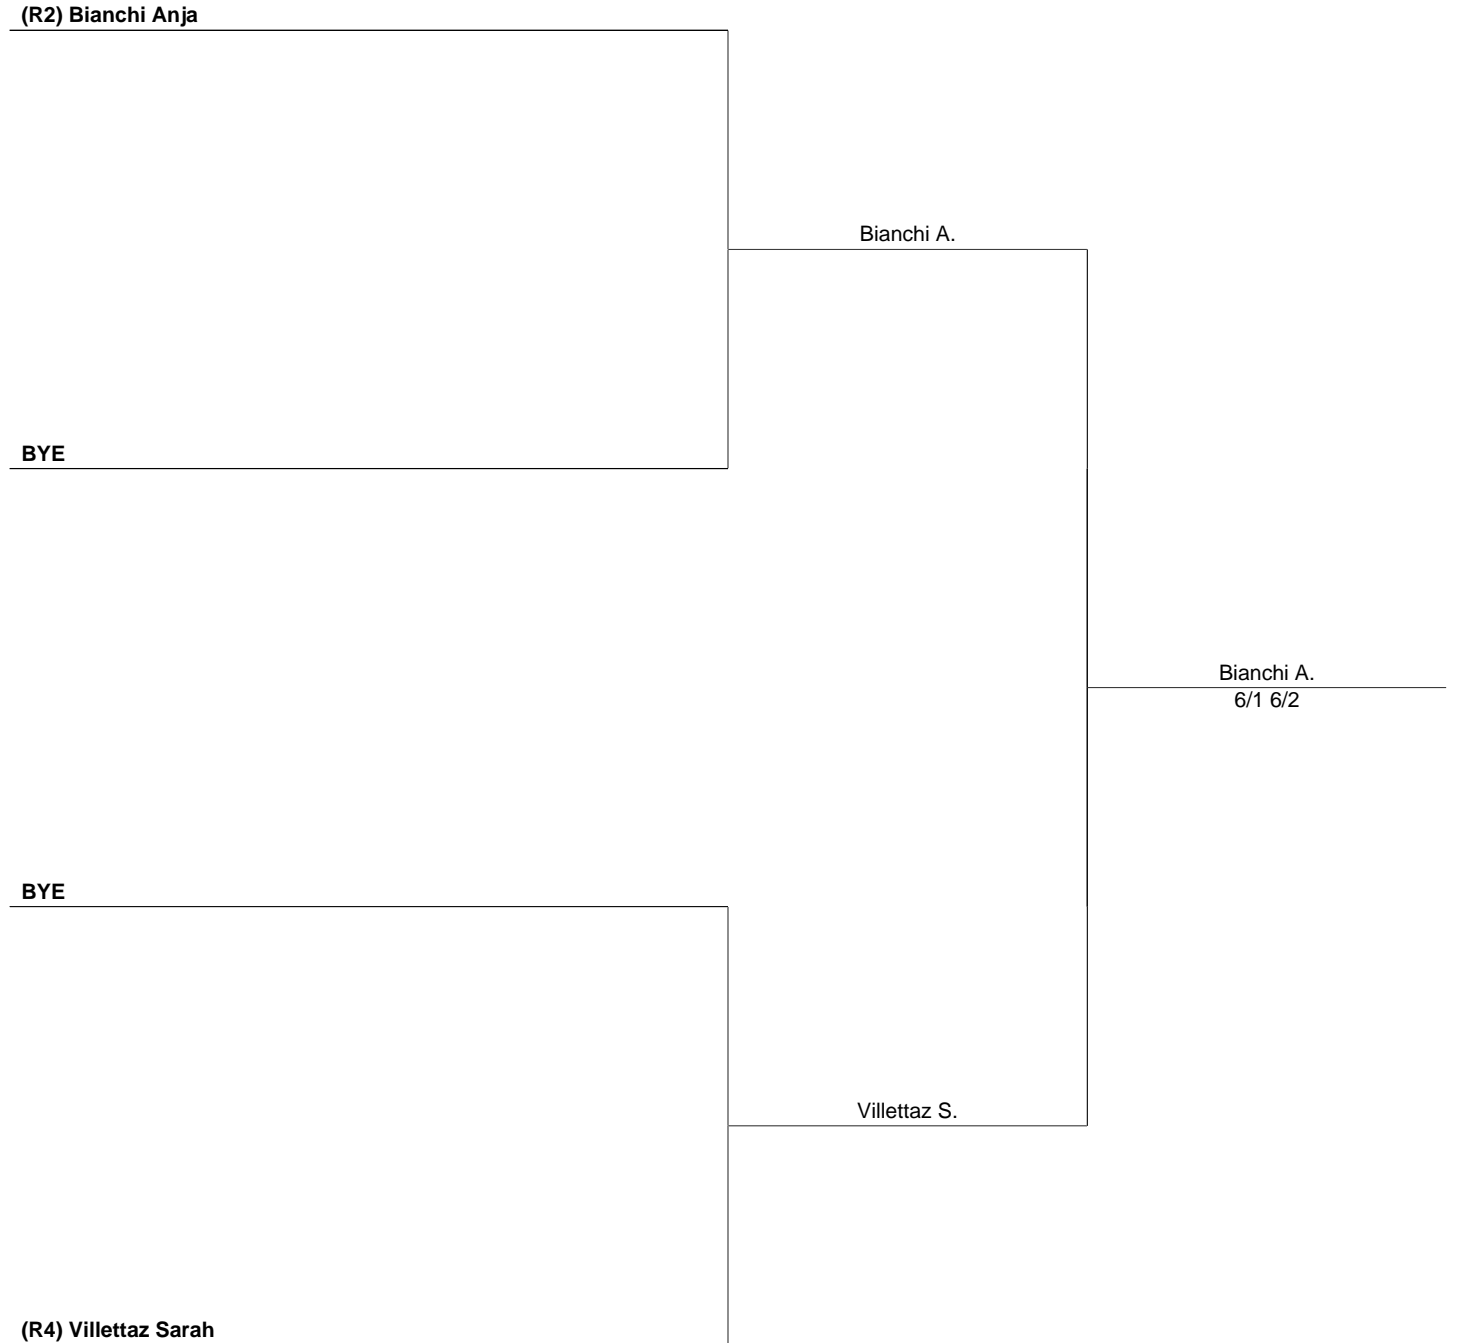 (R2) Bianchi Anja
Bianchi A.
BYE
Bianchi A.
6/1 6/2
BYE
Villettaz S.
(R4) Villettaz Sarah